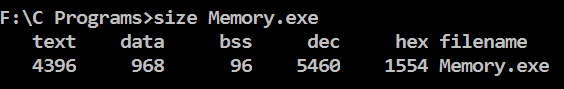 F:\C Programs>size Memory.exe
text data bss dec hex filename
4396 968 96 5460 1554 Memory.exe